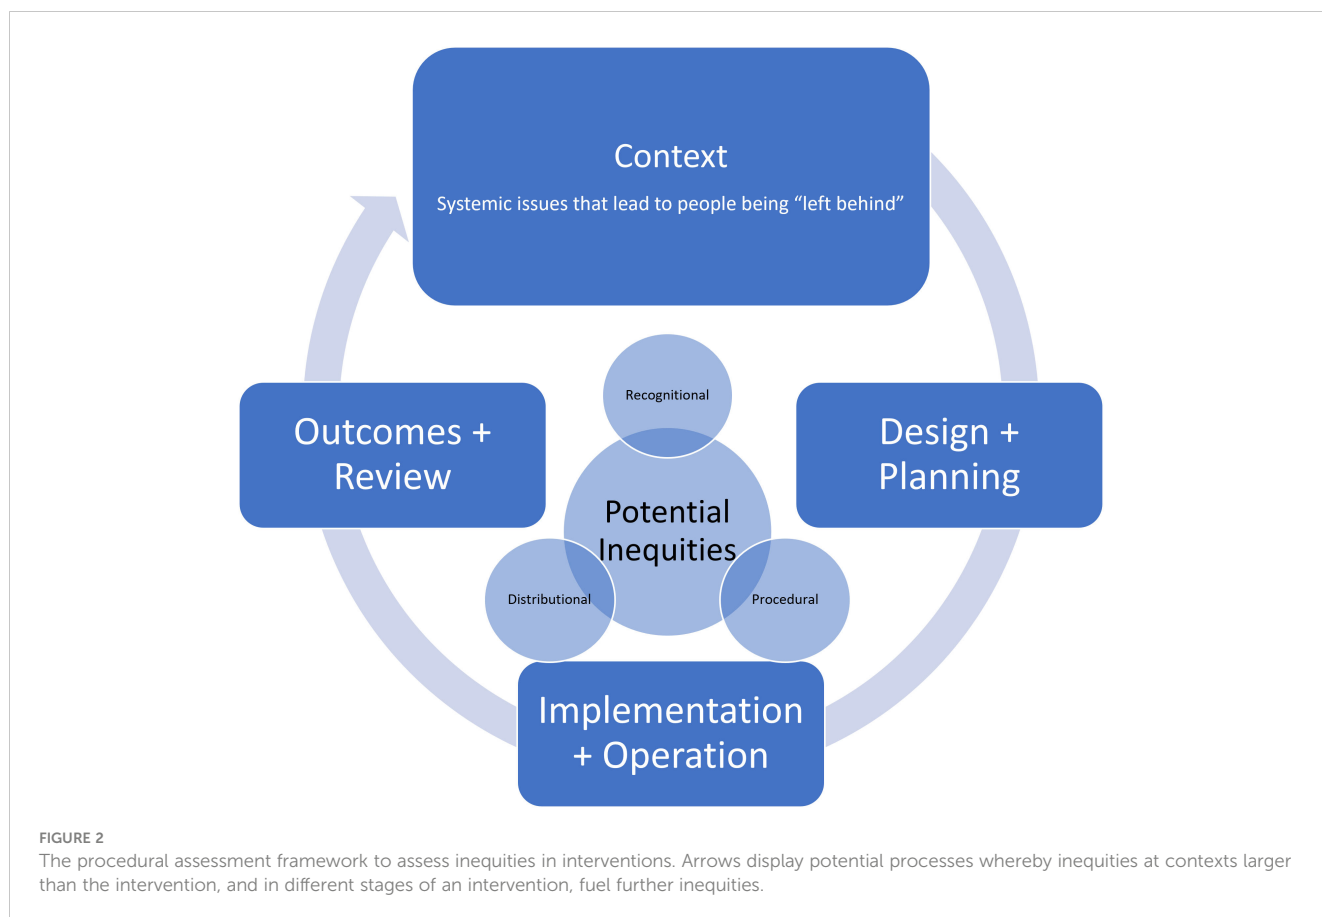 Context
Systemic issues that lead to people being “left behind”
Recognitional
Outcomes +
Review
Design +
Planning
Potential
Inequities
Distributional
Procedural
Implementation
+ Operation
FIGURE 2
The procedural assessment framework to assess inequities in interventions. Arrows display potential processes whereby inequities at contexts larger
than the intervention, and in different stages of an intervention, fuel further inequities.